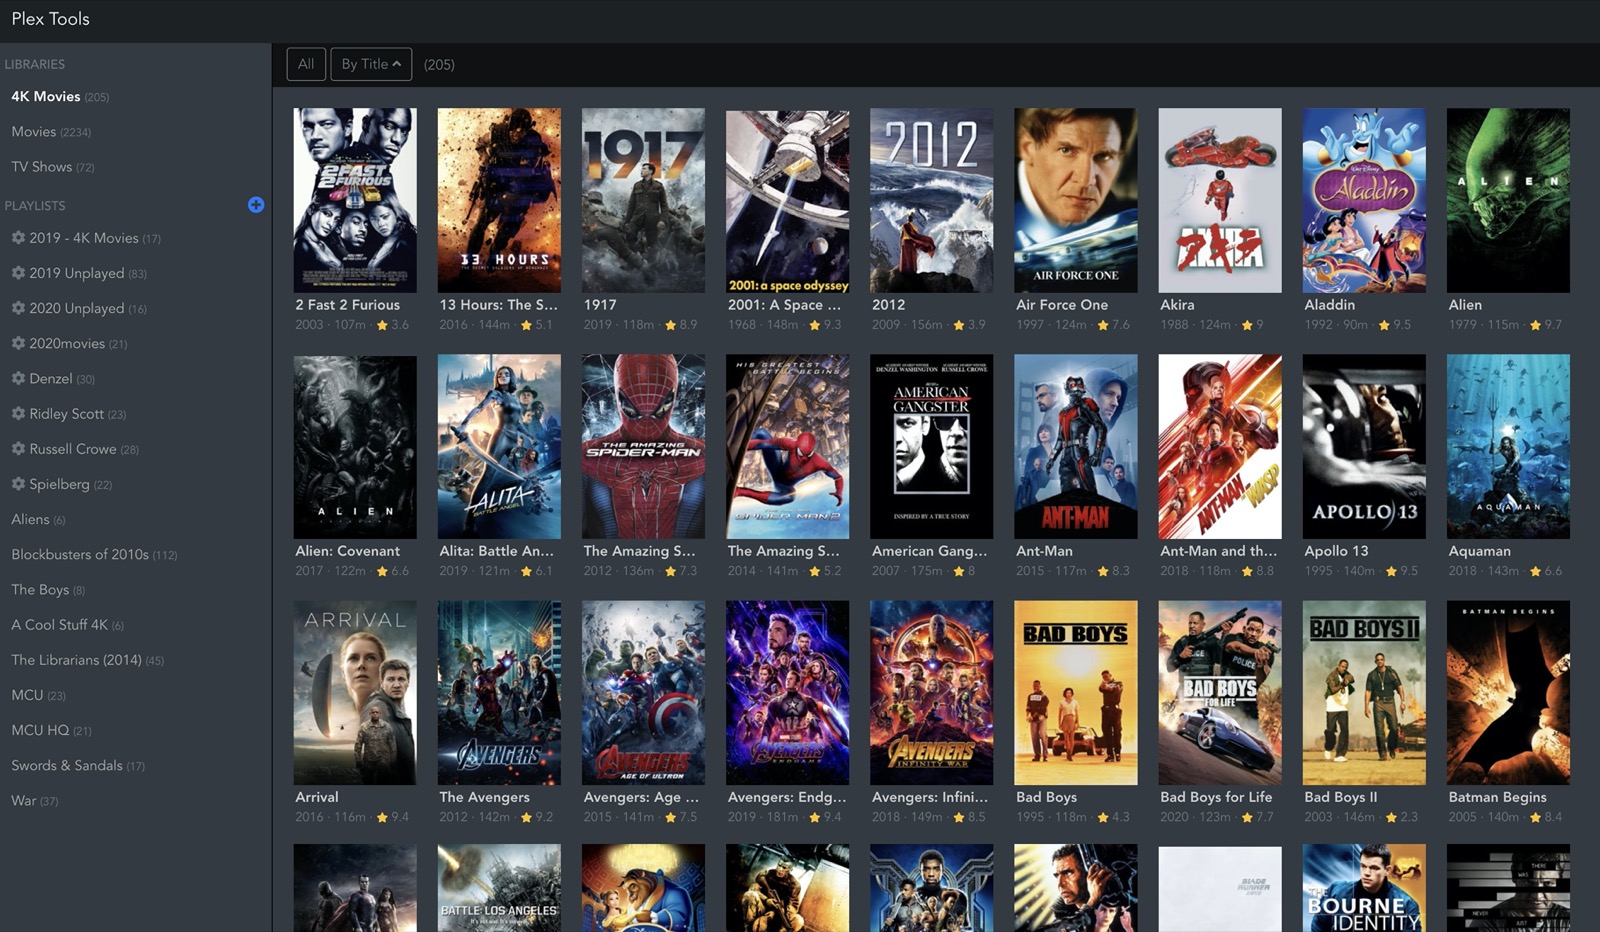 Plex Tools
LIBRARIES
4K Movies (205)
Movies (2234)
TV Shows (72)
PLAYLISTS
2019 - 4K Movies (17)
2019 Unplayed (83)
2020 Unplayed (16)
2020movies (21)
Denzel (30)
Ridley Scott (23)
Russell Crowe (28)
Spielberg (22)
Aliens (6)
Blockbusters of 2010s (112)
The Boys (8)
A Cool Stuff 4K (6)
The Librarians (2014) (45)
MCU (23)
MCU HQ (21)
Swords & Sandals (17)
War (37)
All
By Title
(205)
2 FAST
2 FURIOUS
13 HOURS
THE SECRET SOLDIERS OF BENGHAZI
1917
2001: a space odyssey
2012
AIR FORCE ONE
AKIRA
アキラ
Walt Disney
Aladdin
ALIEN
2 Fast 2 Furious
2003 · 107m · 3.6
13 Hours: The S...
2016 · 144m · 5.1
1917
2019 · 118m · 8.9
2001: A Space ...
1968 · 148m · 9.3
2012
2009 · 156m · 3.9
Air Force One
1997 · 124m · 7.6
Akira
1988 · 124m · 9
Aladdin
1992 · 90m · 9.5
Alien
1979 · 115m · 9.7
ALIEN
ALITA
BATTLE ANGEL
THE AMAZING
SPIDER-MAN
HIS GREATEST
BATTLE BEGINS
SPIDER-MAN 2
DENZEL WASHINGTON RUSSELL CROWE
AMERICAN
GANGSTER
INSPIRED BY A TRUE STORY
ANT-MAN
ANT-MAN
AND
WASP
APOLLO 13
AQUAMAN
Alien: Covenant
2017 · 122m · 6.6
Alita: Battle An...
2019 · 121m · 6.1
The Amazing S...
2012 · 136m · 7.3
The Amazing S...
2014 · 141m · 5.2
American Gang...
2007 · 175m · 8
Ant-Man
2015 · 117m · 8.3
Ant-Man and th...
2018 · 118m · 8.8
Apollo 13
1995 · 140m · 9.5
Aquaman
2018 · 143m · 6.6
ARRIVAL
AVENGERS
AVENGERS
AGE OF ULTRON
AVENGERS
ENDGAME
AVENGERS
INFINITY WAR
BAD BOYS
POLICE
BAD BOYS
FOR LIFE
BAD BOYS II
BATMAN BEGINS
Arrival
2016 · 116m · 9.4
The Avengers
2012 · 142m · 9.2
Avengers: Age ...
2015 · 141m · 7.5
Avengers: Endg...
2019 · 181m · 9.4
Avengers: Infini...
2018 · 149m · 8.5
Bad Boys
1995 · 118m · 4.3
Bad Boys for Life
2020 · 123m · 7.7
Bad Boys II
2003 · 146m · 2.3
Batman Begins
2005 · 140m · 8.4
BATTLE: LOS ANGELES
BLADE
RUNNER
THE
BOURNE
IDENTITY
THERE
WAS
NEVER
JUST